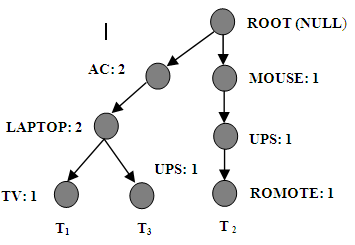 ROOT (NULL)
AC: 2
MOUSE: 1
LAPTOP: 2
UPS: 1
UPS: 1
TV: 1
ROMOTE: 1
T1
T3
T2